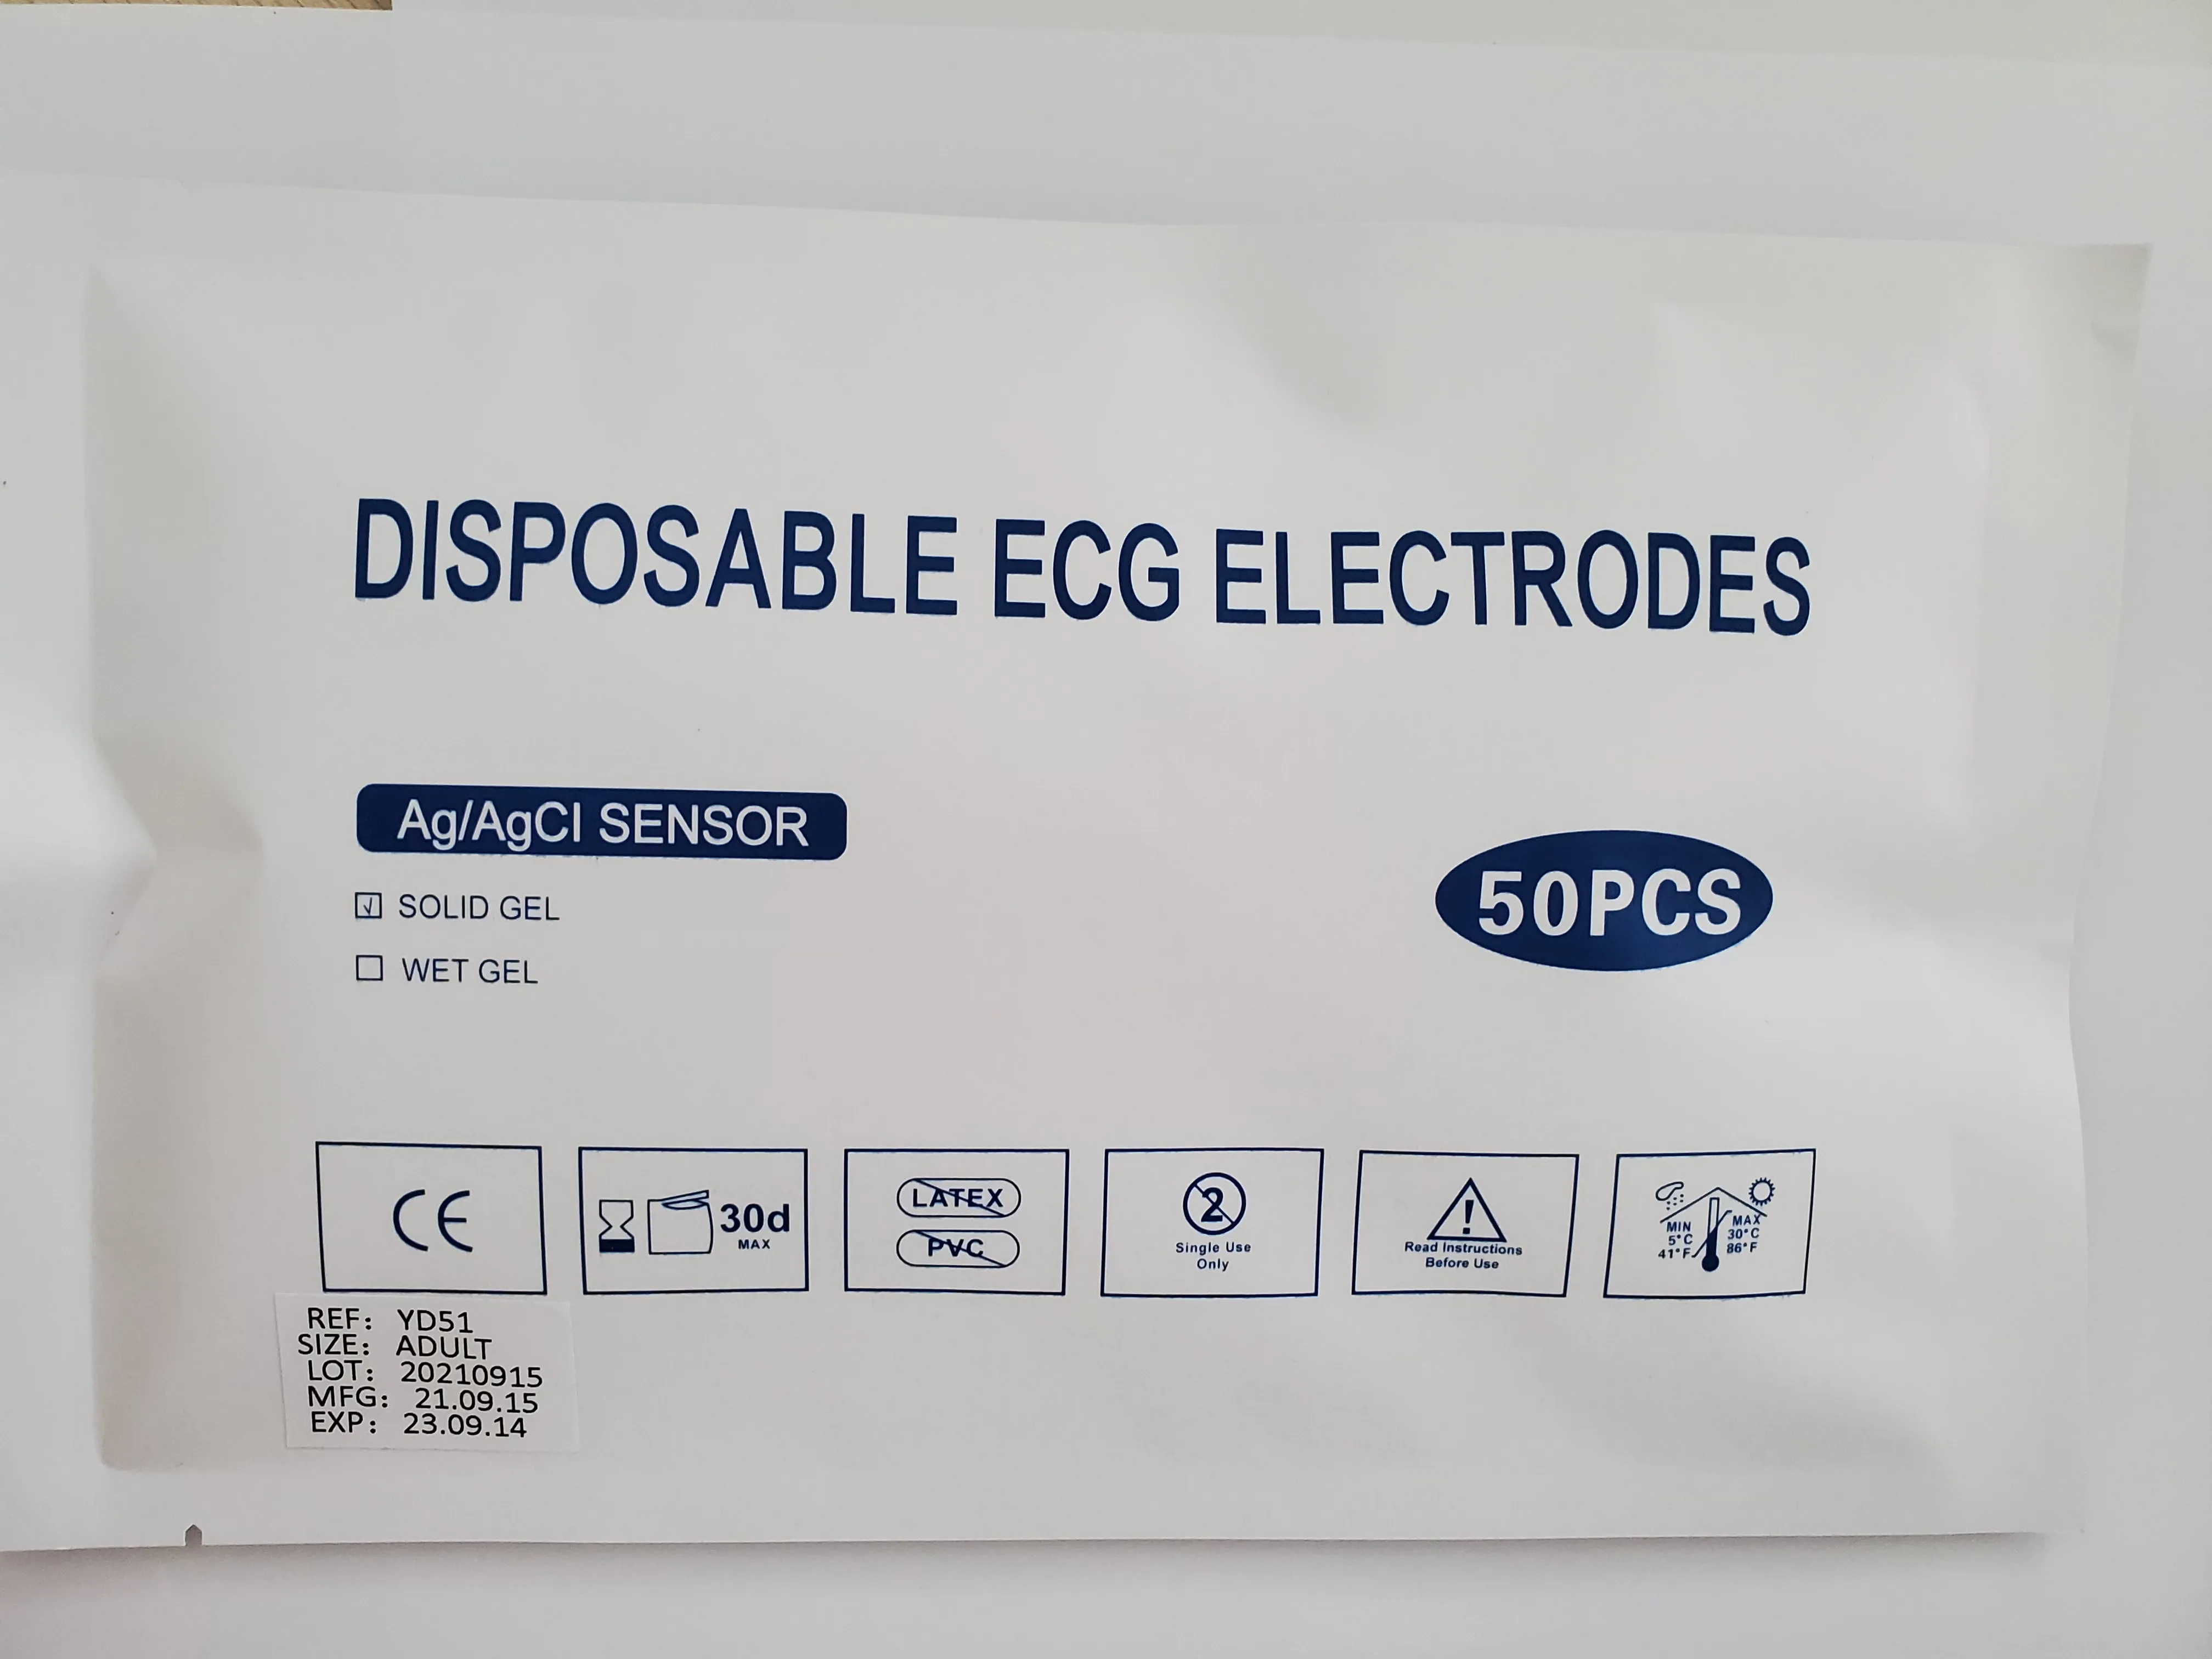 DISPOSABLE ECG ELECTRODES
Ag/AgCl SENSOR
SOLID GEL
WET GEL
50PCS
CE
30d
MAX
LATEX
PVC
2
Single Use
Only
!
Read Instructions
Before Use
MIN
5°C
41°F
MAX
30°C
86°F
REF: YD51
SIZE: ADULT
LOT: 20210915
MFG: 21.09.15
EXP: 23.09.14